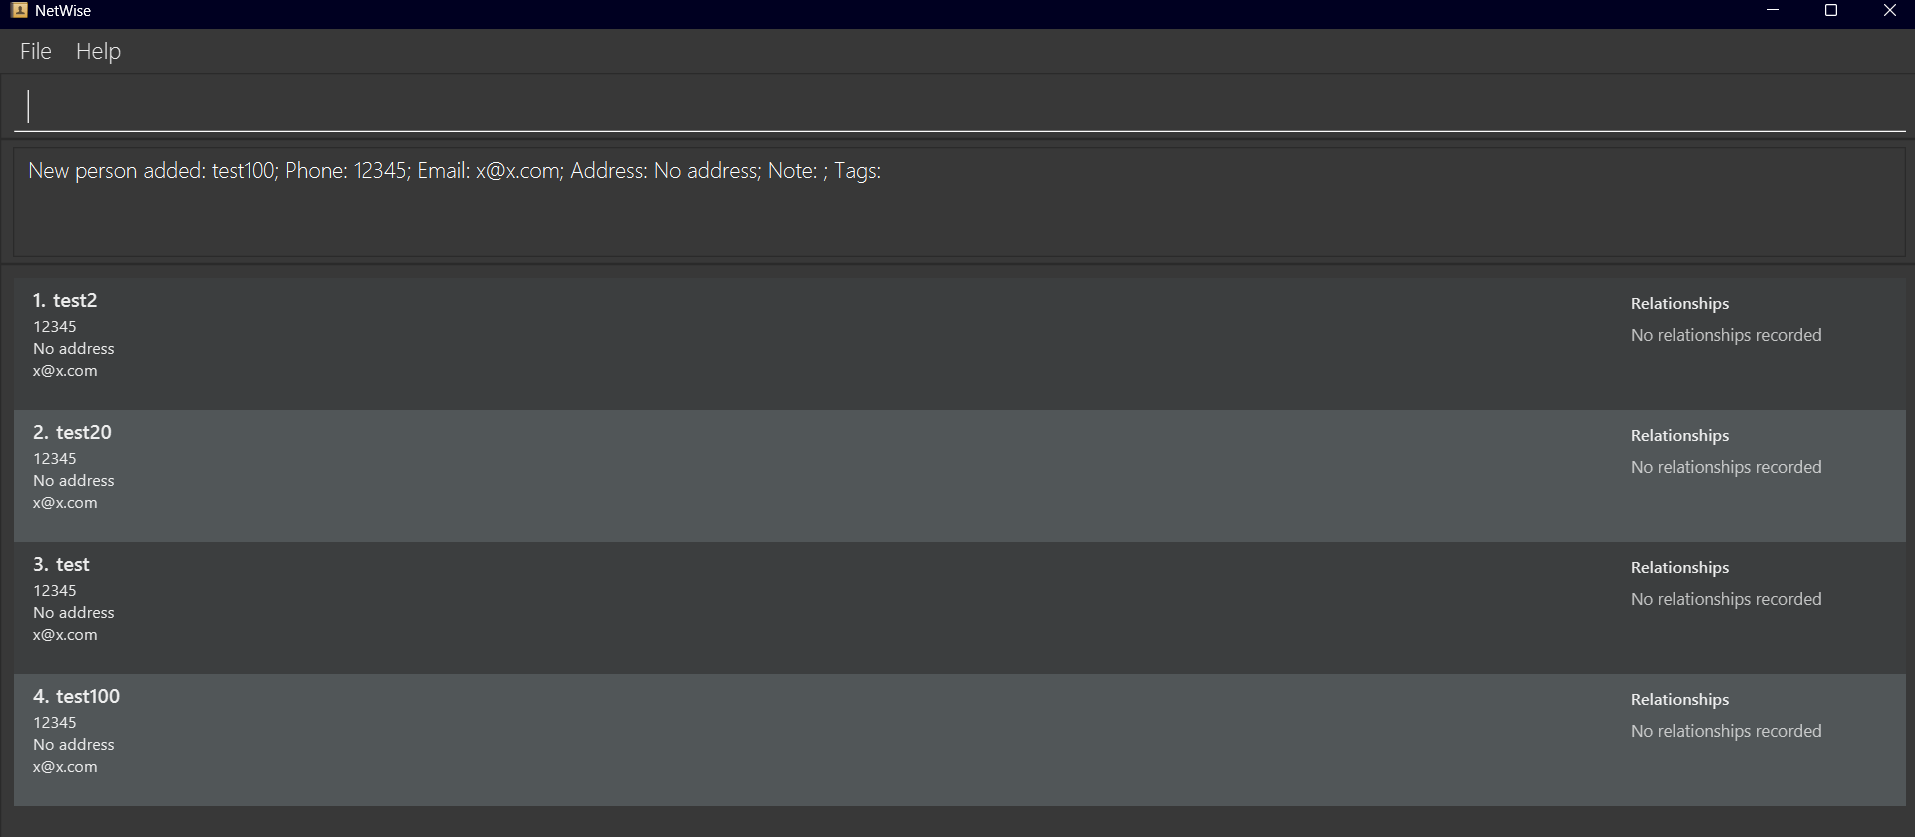 NetWise
File Help
New person added: test100; Phone: 12345; Email: x@x.com; Address: No address; Note: ; Tags:
1. test2
12345
No address
x@x.com
Relationships
No relationships recorded
2. test20
12345
No address
x@x.com
Relationships
No relationships recorded
3. test
12345
No address
x@x.com
Relationships
No relationships recorded
4. test100
12345
No address
x@x.com
Relationships
No relationships recorded